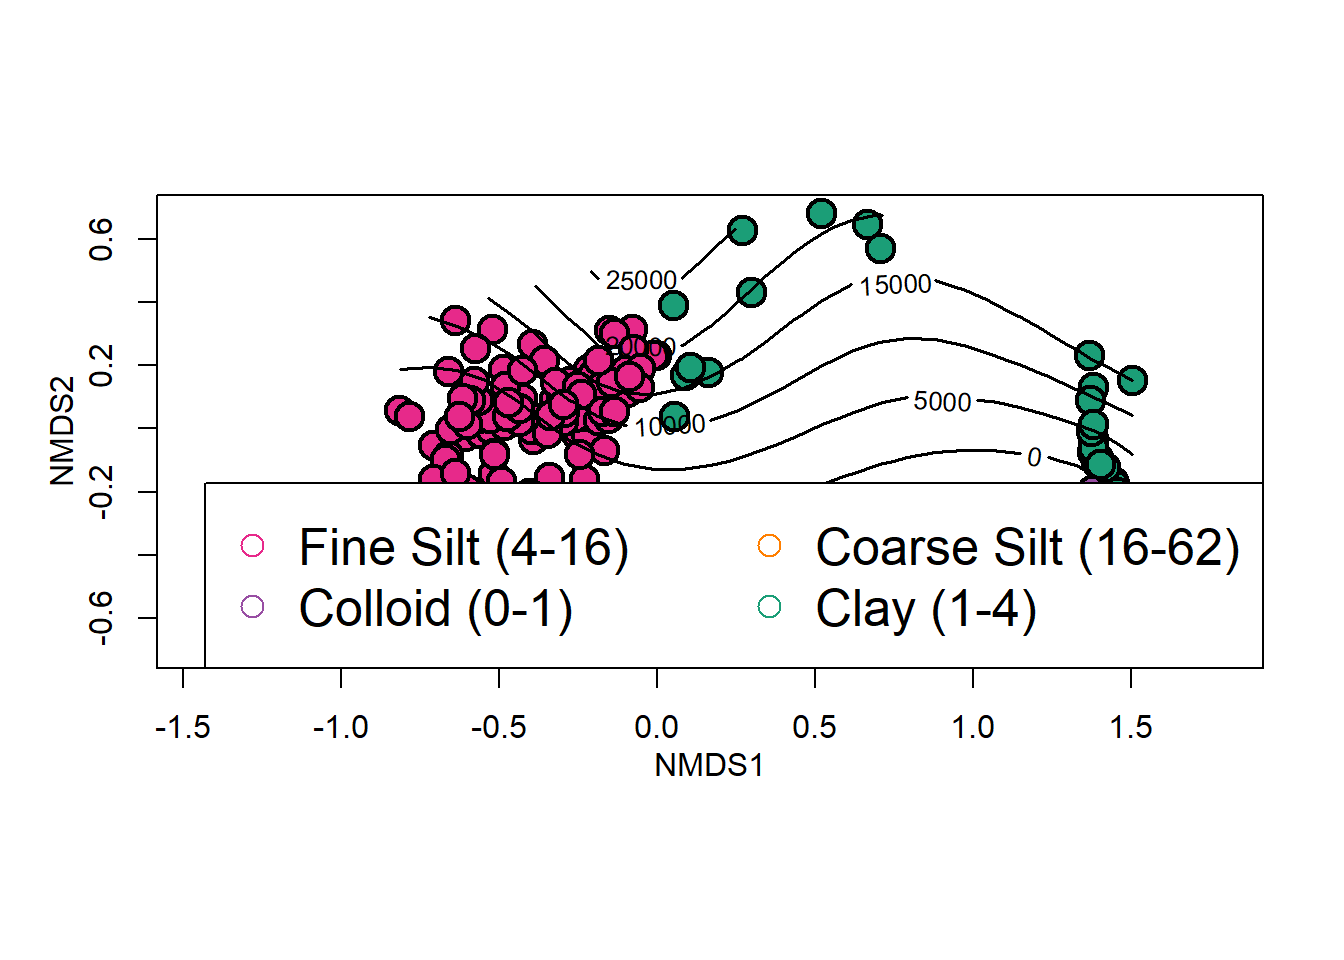 0.6
0.2
-0.2
-0.6
NMDS2
25000
20000
15000
10000
5000
0
Fine Silt (4-16)
Coarse Silt (16-62)
Colloid (0-1)
Clay (1-4)
-1.5 -1.0 -0.5 0.0 0.5 1.0 1.5
NMDS1